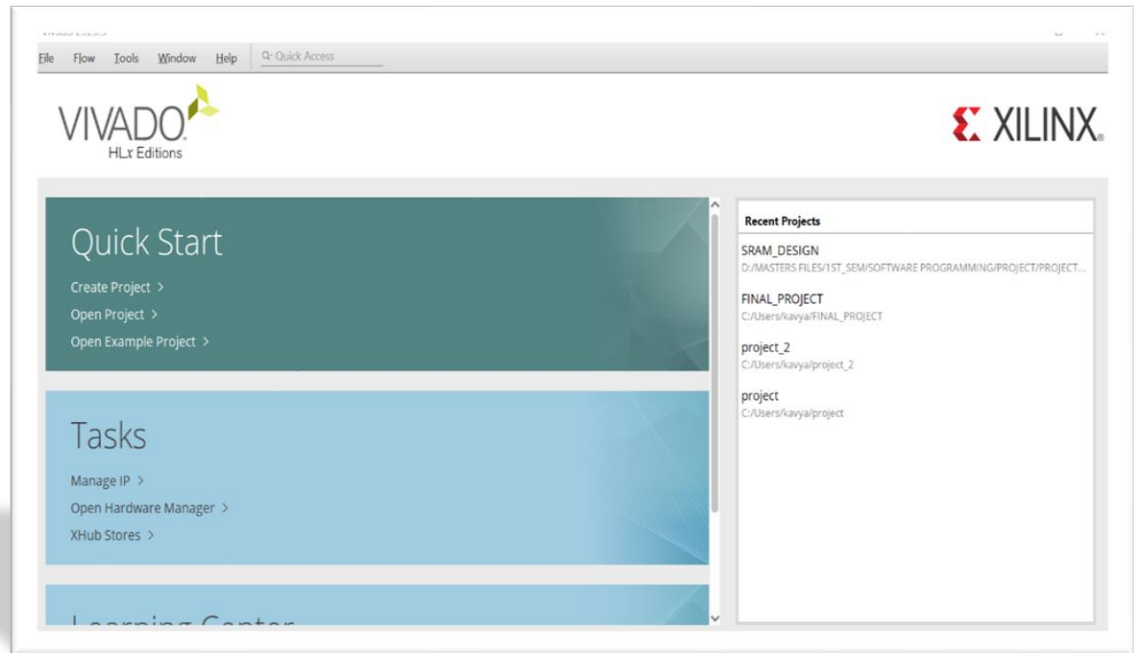 File Flow Tools Window Help Quick Access
VIVADO.
HLx Editions
XILINX.
Quick Start
Create Project >
Open Project >
Open Example Project >
Tasks
Manage IP >
Open Hardware Manager >
XHub Stores >
Learning Center
Recent Projects
SRAM_DESIGN
D:/MASTERS FILES/1ST_SEM/SOFTWARE PROGRAMMING/PROJECT/PROJECT...
FINAL_PROJECT
C:/Users/kavya/FINAL_PROJECT
project_2
C:/Users/kavya/project_2
project
C:/Users/kavya/project